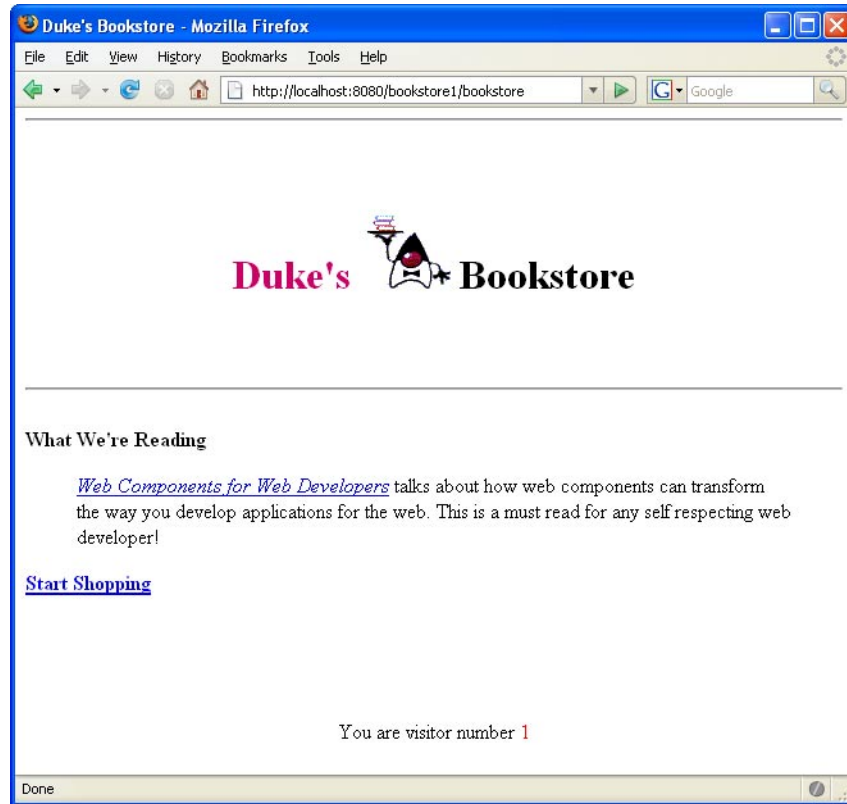 Duke's Bookstore - Mozilla Firefox
File Edit View History Bookmarks Tools Help
http://localhost:8080/bookstore1/bookstore G Google
Duke's Bookstore
What We're Reading
Web Components for Web Developers talks about how web components can transform
the way you develop applications for the web. This is a must read for any self respecting web
developer!
Start Shopping
You are visitor number 1
Done